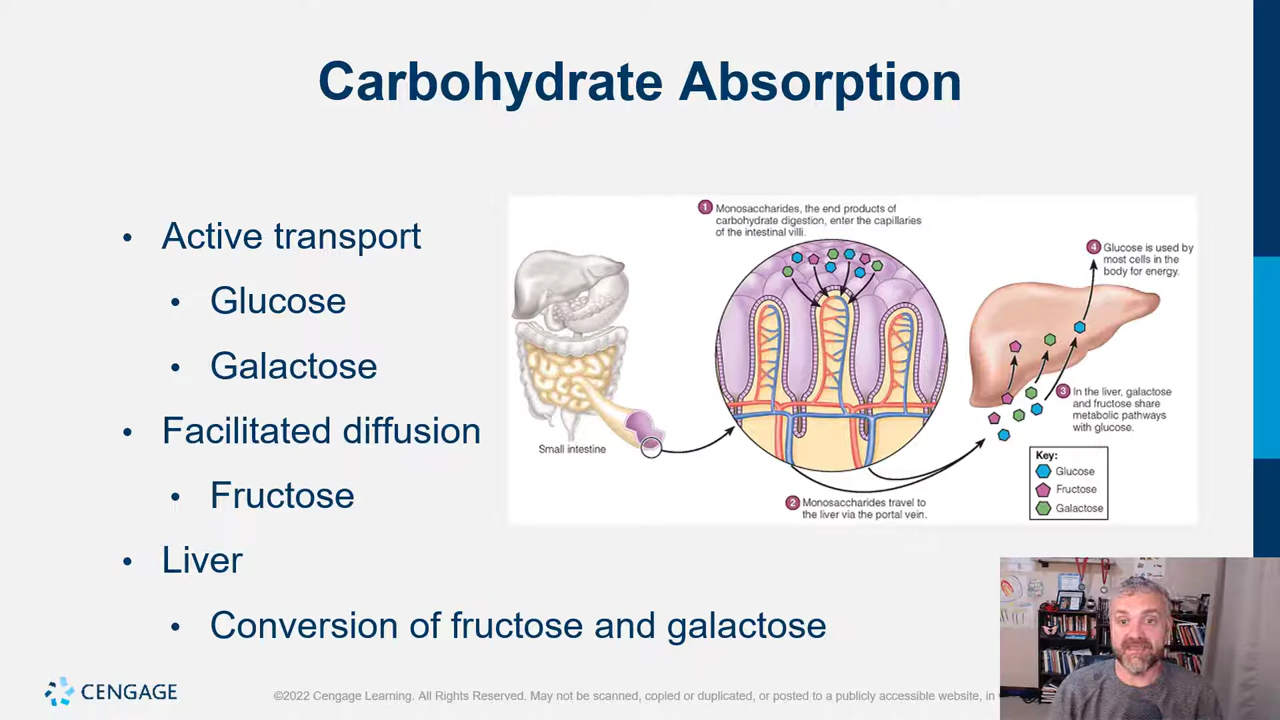 Carbohydrate Absorption
• Active transport
• Glucose
• Galactose
• Facilitated diffusion
• Fructose
• Liver
• Conversion of fructose and galactose
1 Monosaccharides, the end products of
carbohydrate digestion, enter the capillaries
of the intestinal villi.
Small intestine
2 Monosaccharides travel to
the liver via the portal vein.
3 In the liver, galactose
and fructose share
metabolic pathways
with glucose.
4 Glucose is used by
most cells in the
body for energy.
Key:
Glucose
Fructose
Galactose
CENGAGE
©2022 Cengage Learning. All Rights Reserved. May not be scanned, copied or duplicated, or posted to a publicly accessible website, in